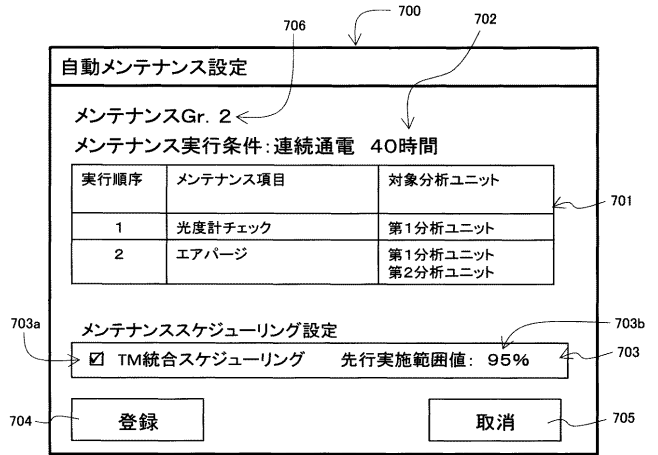 700
706
702
自動メンテナンス設定
メンテナンスGr. 2
メンテナンス実行条件:連続通電 40時間
実行順序 メンテナンス項目 対象分析ユニット
701
1 光度計チェック 第1分析ユニット
2 エアパージ 第1分析ユニット
第2分析ユニット
メンテナンススケジューリング設定
703a
703b
☑ TM統合スケジューリング 先行実施範囲値: 95%
703
704
登録
取消
705